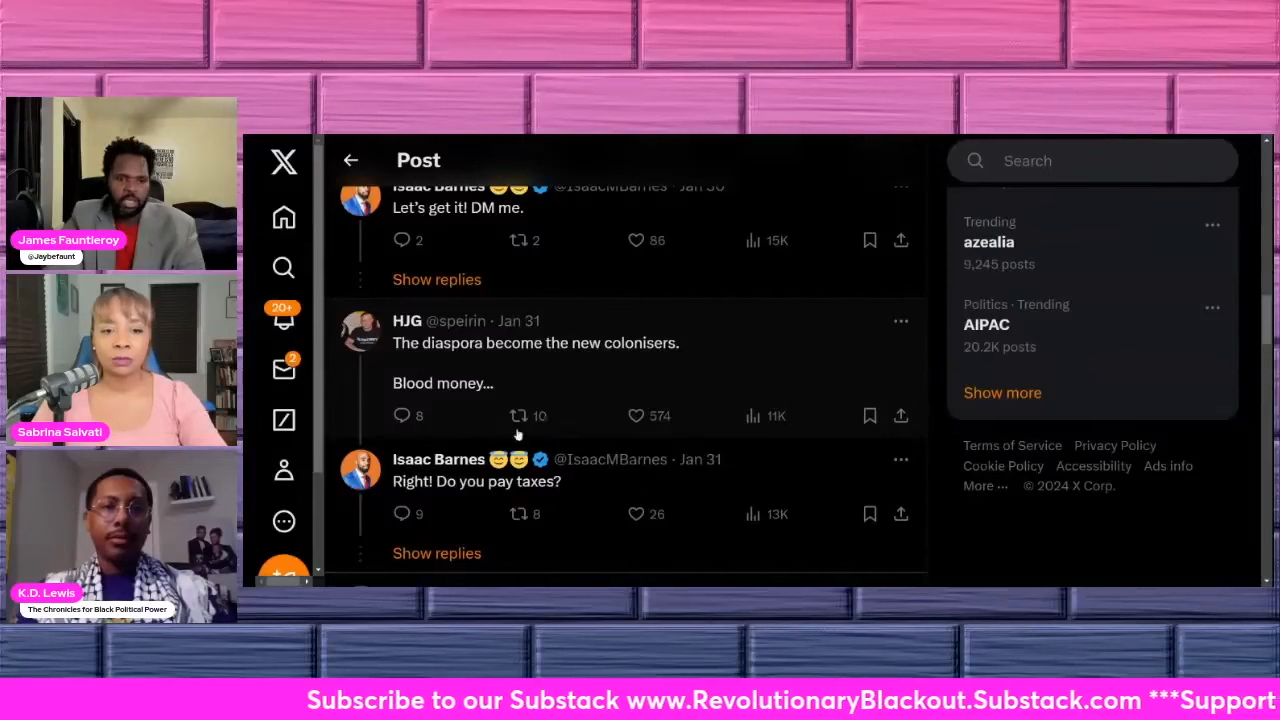 James Fauntleroy
@Jaybefaunt
Sabrina Salvati
K.D. Lewis
The Chronicles for Black Political Power
X
20+
2
Post
Isaac Barnes 😇😇 @IsaacMBarnes · Jan 30
Let's get it! DM me.
2 2 86 15K
Show replies
HJG @speirin · Jan 31
The diaspora become the new colonisers.
Blood money...
8 10 574 11K
Isaac Barnes 😇😇 @IsaacMBarnes · Jan 31
Right! Do you pay taxes?
9 8 26 13K
Show replies
Search
Trending
azealia
9,245 posts
Politics · Trending
AIPAC
20.2K posts
Show more
Terms of Service Privacy Policy
Cookie Policy Accessibility Ads info
More ··· © 2024 X Corp.
Subscribe to our Substack www.RevolutionaryBlackout.Substack.com ***Support